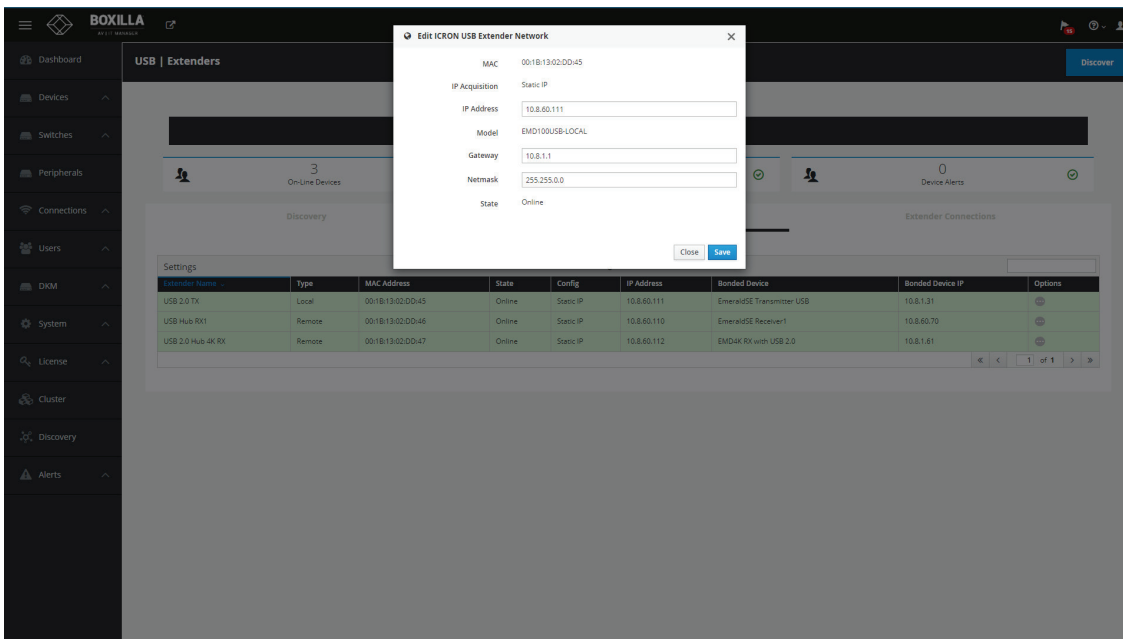 BOXILLA
AV/IT MANAGER
15
Dashboard
Devices
Switches
Peripherals
Connections
Users
DKM
System
License
Cluster
Discovery
Alerts
USB | Extenders
Discover
Edit ICRON USB Extender Network
MAC 00:1B:13:02:DD:45
IP Acquisition Static IP
IP Address 10.8.60.111
Model EMD100USB-LOCAL
Gateway 10.8.1.1
Netmask 255.255.0.0
State Online
Close Save
3
On-Line Devices
0
Device Alerts
Discovery Extender Connections
Settings
Extender Name Type MAC Address State Config IP Address Bonded Device Bonded Device IP Options
USB 2.0 TX Local 00:1B:13:02:DD:45 Online Static IP 10.8.60.111 EmeraldSE Transmitter USB 10.8.1.31
USB Hub RX1 Remote 00:1B:13:02:DD:46 Online Static IP 10.8.60.110 EmeraldSE Receiver1 10.8.60.70
USB 2.0 Hub 4K RX Remote 00:1B:13:02:DD:47 Online Static IP 10.8.60.112 EMD4K RX with USB 2.0 10.8.1.61
1 of 1